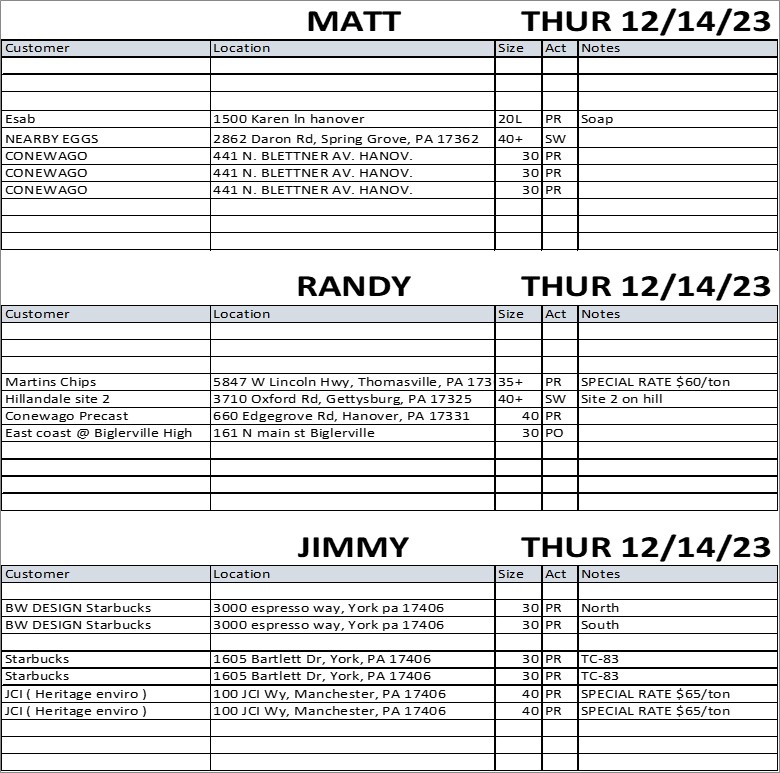 MATT THUR 12/14/23
Customer Location Size Act Notes
Esab 1500 Karen ln hanover 20L PR Soap
NEARBY EGGS 2862 Daron Rd, Spring Grove, PA 17362 40+ SW
CONEWAGO 441 N. BLETTNER AV. HANOV. 30 PR
CONEWAGO 441 N. BLETTNER AV. HANOV. 30 PR
CONEWAGO 441 N. BLETTNER AV. HANOV. 30 PR
RANDY THUR 12/14/23
Customer Location Size Act Notes
Martins Chips 5847 W Lincoln Hwy, Thomasville, PA 173 35+ PR SPECIAL RATE $60/ton
Hillandale site 2 3710 Oxford Rd, Gettysburg, PA 17325 40+ SW Site 2 on hill
Conewago Precast 660 Edgegrove Rd, Hanover, PA 17331 40 PR
East coast @ Biglerville High 161 N main st Biglerville 30 PO
JIMMY THUR 12/14/23
Customer Location Size Act Notes
BW DESIGN Starbucks 3000 espresso way, York pa 17406 30 PR North
BW DESIGN Starbucks 3000 espresso way, York pa 17406 30 PR South
Starbucks 1605 Bartlett Dr, York, PA 17406 30 PR TC-83
Starbucks 1605 Bartlett Dr, York, PA 17406 30 PR TC-83
JCI ( Heritage enviro ) 100 JCI Wy, Manchester, PA 17406 40 PR SPECIAL RATE $65/ton
JCI ( Heritage enviro ) 100 JCI Wy, Manchester, PA 17406 40 PR SPECIAL RATE $65/ton